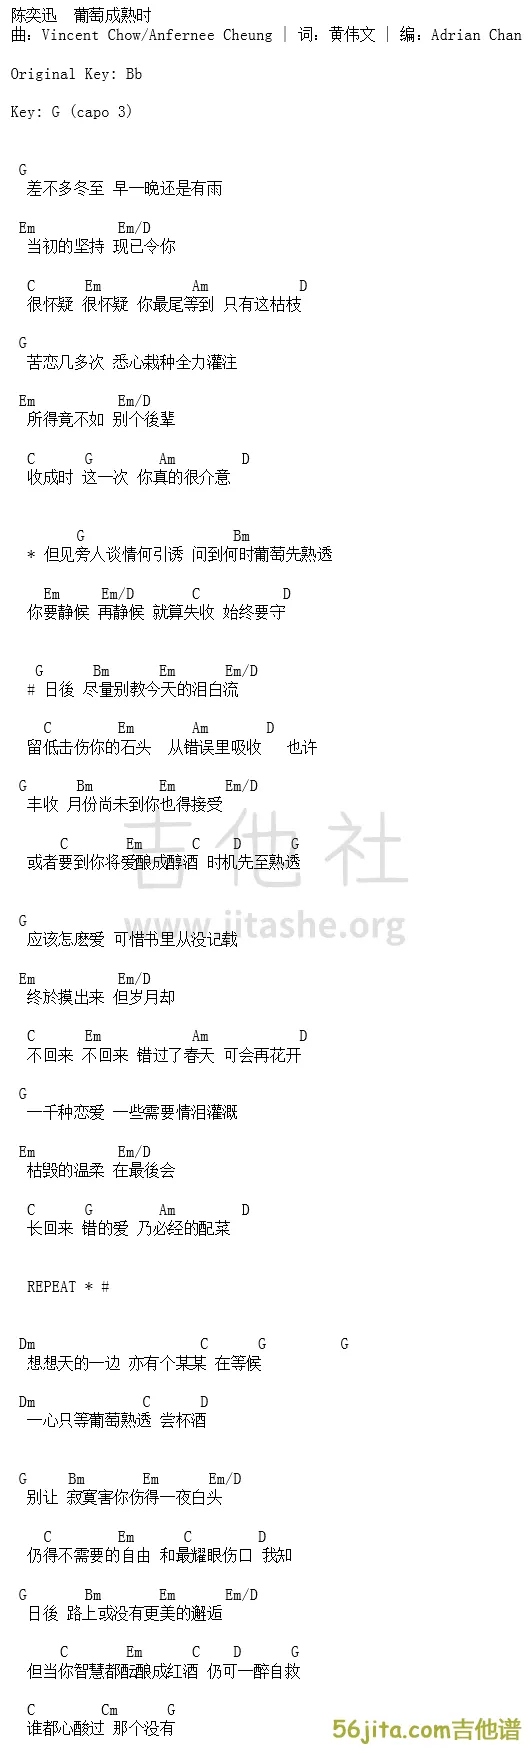 陈奕迅 葡萄成熟时
曲: Vincent Chow/Anfernee Cheung | 词: 黄伟文 | 编: Adrian Chan
Original Key: Bb
Key: G (capo 3)
G
差不多冬至 早一晚还是有雨
Em Em/D
当初的坚持 现已令你
C Em Am D
很怀疑 很怀疑 你最尾等到 只有这枯枝
G
苦恋几多次 悉心栽种全力灌注
Em Em/D
所得竟不如 别个後辈
C G Am D
收成时 这一次 你真的很介意
G Bm
* 但见旁人谈情何引诱 问到何时葡萄先熟透
Em Em/D C D
你要静候 再静候 就算失收 始终要守
G Bm Em Em/D
# 日後 尽量别教今天的泪白流
C Em Am D
留低击伤你的石头 从错误里吸收 也许
G Bm Em Em/D
丰收 月份尚未到你也得接受
C Em C D G
或者要到你将爱酿成醇酒 时机先至熟透
吉他社
www.jitashe.org
G
应该怎麽爱 可惜书里从没记载
Em Em/D
终於摸出来 但岁月却
C Em Am D
不回来 不回来 错过了春天 可会再花开
G
一千种恋爱 一些需要情泪灌溉
Em Em/D
枯毁的温柔 在最後会
C G Am D
长回来 错的爱 乃必经的配菜
REPEAT * #
Dm C G G
想想天的一边 亦有个某某 在等候
Dm C D
一心只等葡萄熟透 尝杯酒
G Bm Em Em/D
别让 寂寞害你伤得一夜白头
C Em C D
仍得不需要的自由 和最耀眼伤口 我知
G Bm Em Em/D
日後 路上或没有更美的邂逅
C Em C D G
但当你智慧都酝酿成红酒 仍可一醉自救
C Cm G
谁都心酸过 那个没有
56jita.com吉他谱